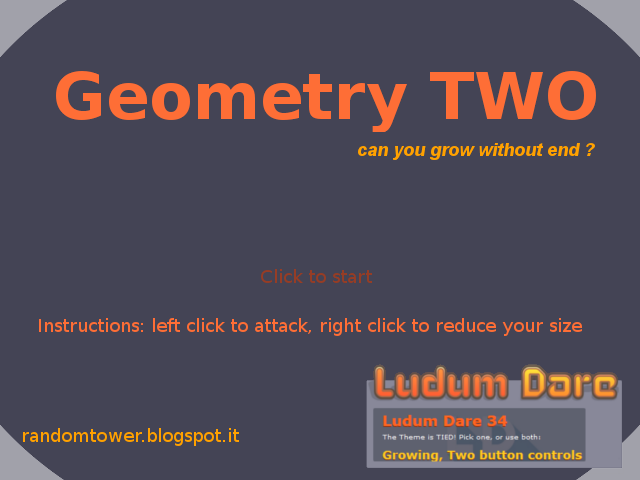 Geometry TWO
can you grow without end ?
Click to start
Instructions: left click to attack, right click to reduce your size
Ludum Dare
Ludum Dare 34
The Theme is TIED! Pick one, or use both:
Growing, Two button controls
randomtower.blogspot.it